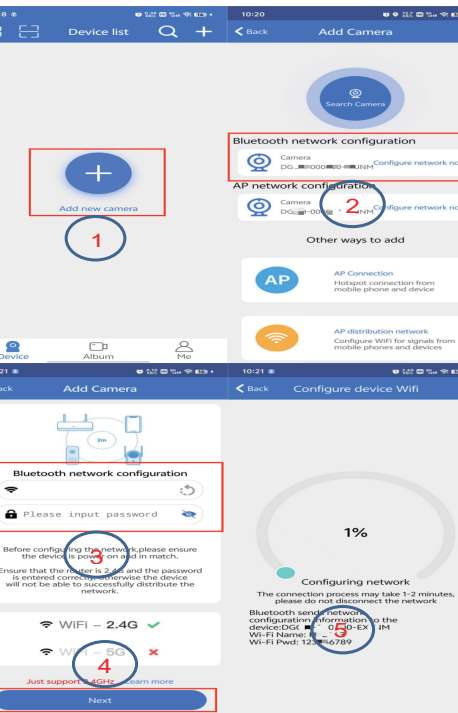 Device list
Add new camera
1
Device
Album
Me
10:20
Back
Add Camera
Search Camera
Bluetooth network configuration
Camera
Configure network
AP network configuration
Camera
2
Configure network
Other ways to add
AP
AP Connection
Hotspot connection from
mobile phone and device
AP distribution network
Configure WiFi for signals from
mobile phones and devices
Add Camera
2m
Bluetooth network configuration
Please input password
Before configuring the network,please ensure
3
the device is power on and in match.
Ensure that the router is 2.4G and the password
is entered correctly, otherwise the device
will not be able to successfully distribute the
network.
WiFi – 2.4G
WiFi – 5G
4
Just support 2.4GHz Learn more
Next
10:21
Back
Configure device Wifi
1%
Configuring network
The connection process may take 1-2 minutes,
please do not disconnect the network
Bluetooth sends network
configuration information to the
5
Wi-Fi Name:
Wi-Fi Pwd: